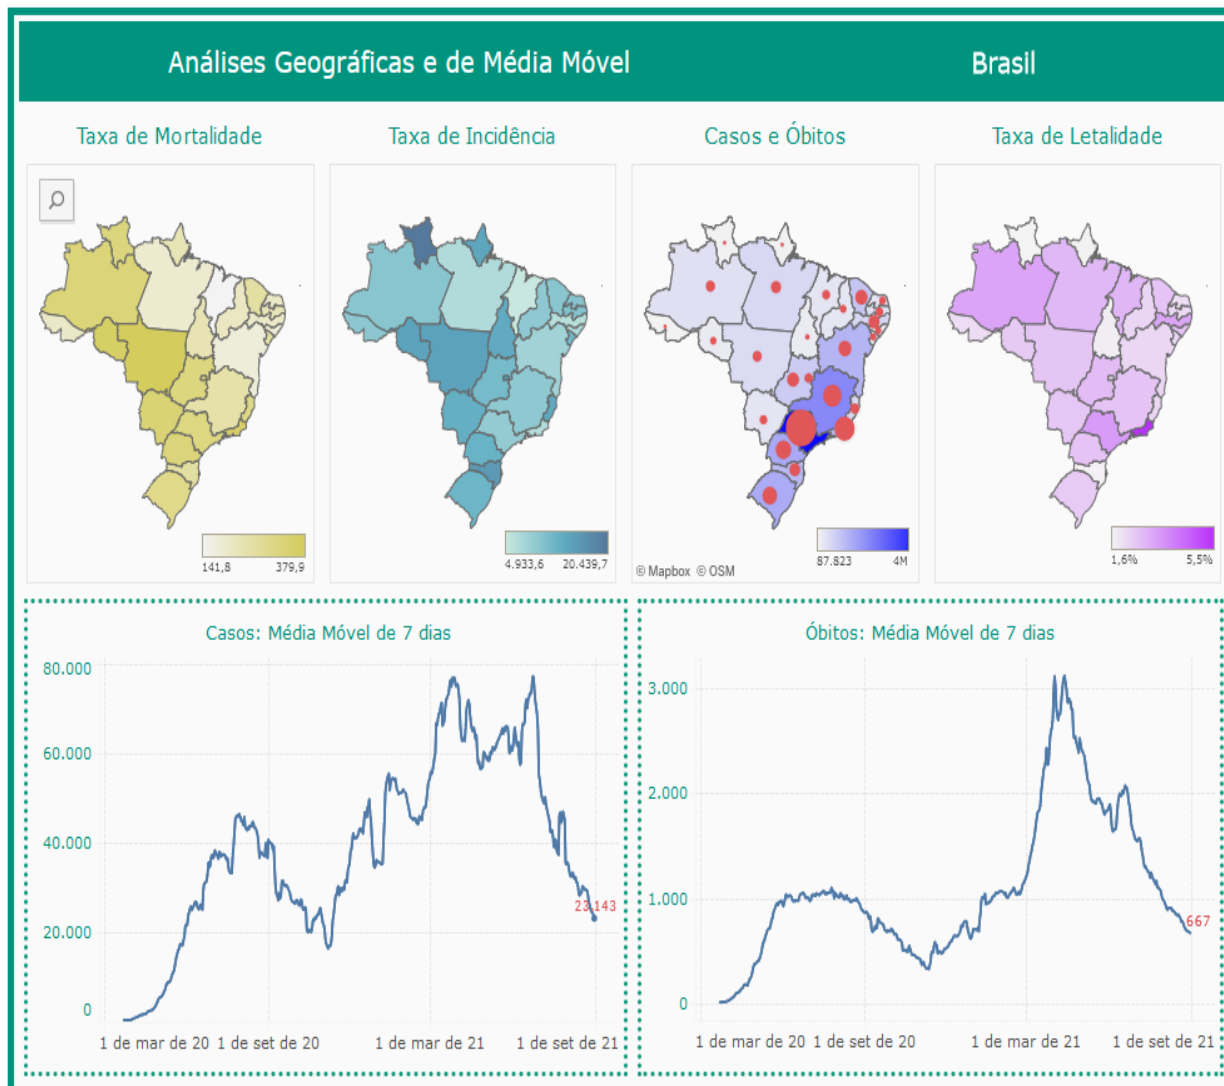 Análises Geográficas e de Média Móvel
Brasil
Taxa de Mortalidade
Taxa de Incidência
Casos e Óbitos
Taxa de Letalidade
141,8 379,9
4.933,6 20.439,7
© Mapbox © OSM
87.823 4M
1,6% 5,5%
Casos: Média Móvel de 7 dias
80.000
60.000
40.000
20.000
0
23.143
1 de mar de 20 1 de set de 20 1 de mar de 21 1 de set de 21
Óbitos: Média Móvel de 7 dias
3.000
2.000
1.000
0
667
1 de mar de 20 1 de set de 20 1 de mar de 21 1 de set de 21